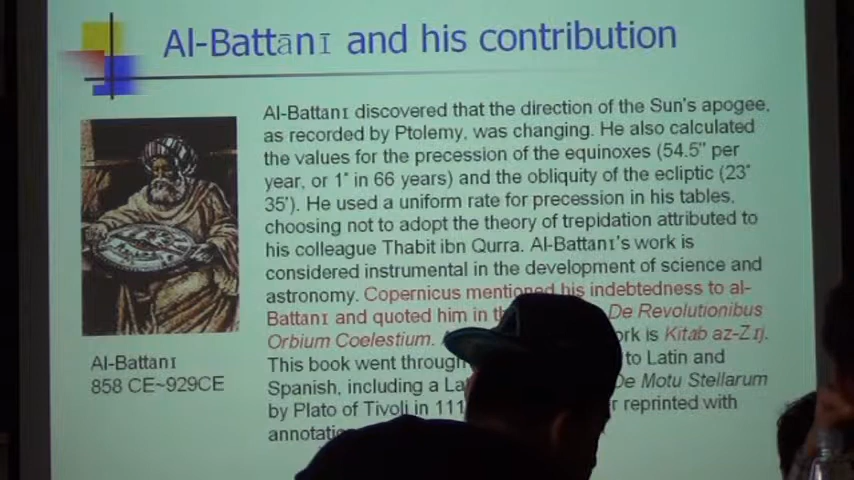 Al-Battānī and his contribution
Al-Battanı discovered that the direction of the Sun's apogee,
as recorded by Ptolemy, was changing. He also calculated
the values for the precession of the equinoxes (54.5" per
year, or 1° in 66 years) and the obliquity of the ecliptic (23°
35'). He used a uniform rate for precession in his tables,
choosing not to adopt the theory of trepidation attributed to
his colleague Thabit ibn Qurra. Al-Battanı's work is
considered instrumental in the development of science and
astronomy. Copernicus mentioned his indebtedness to al-
Battanı and quoted him in De Revolutionibus
Orbium Coelestium. is Kitab az-Zıj.
This book went through to Latin and
Spanish, including a De Motu Stellarum
by Plato of Tivoli in reprinted with
Al-Battanı
858 CE~929CE